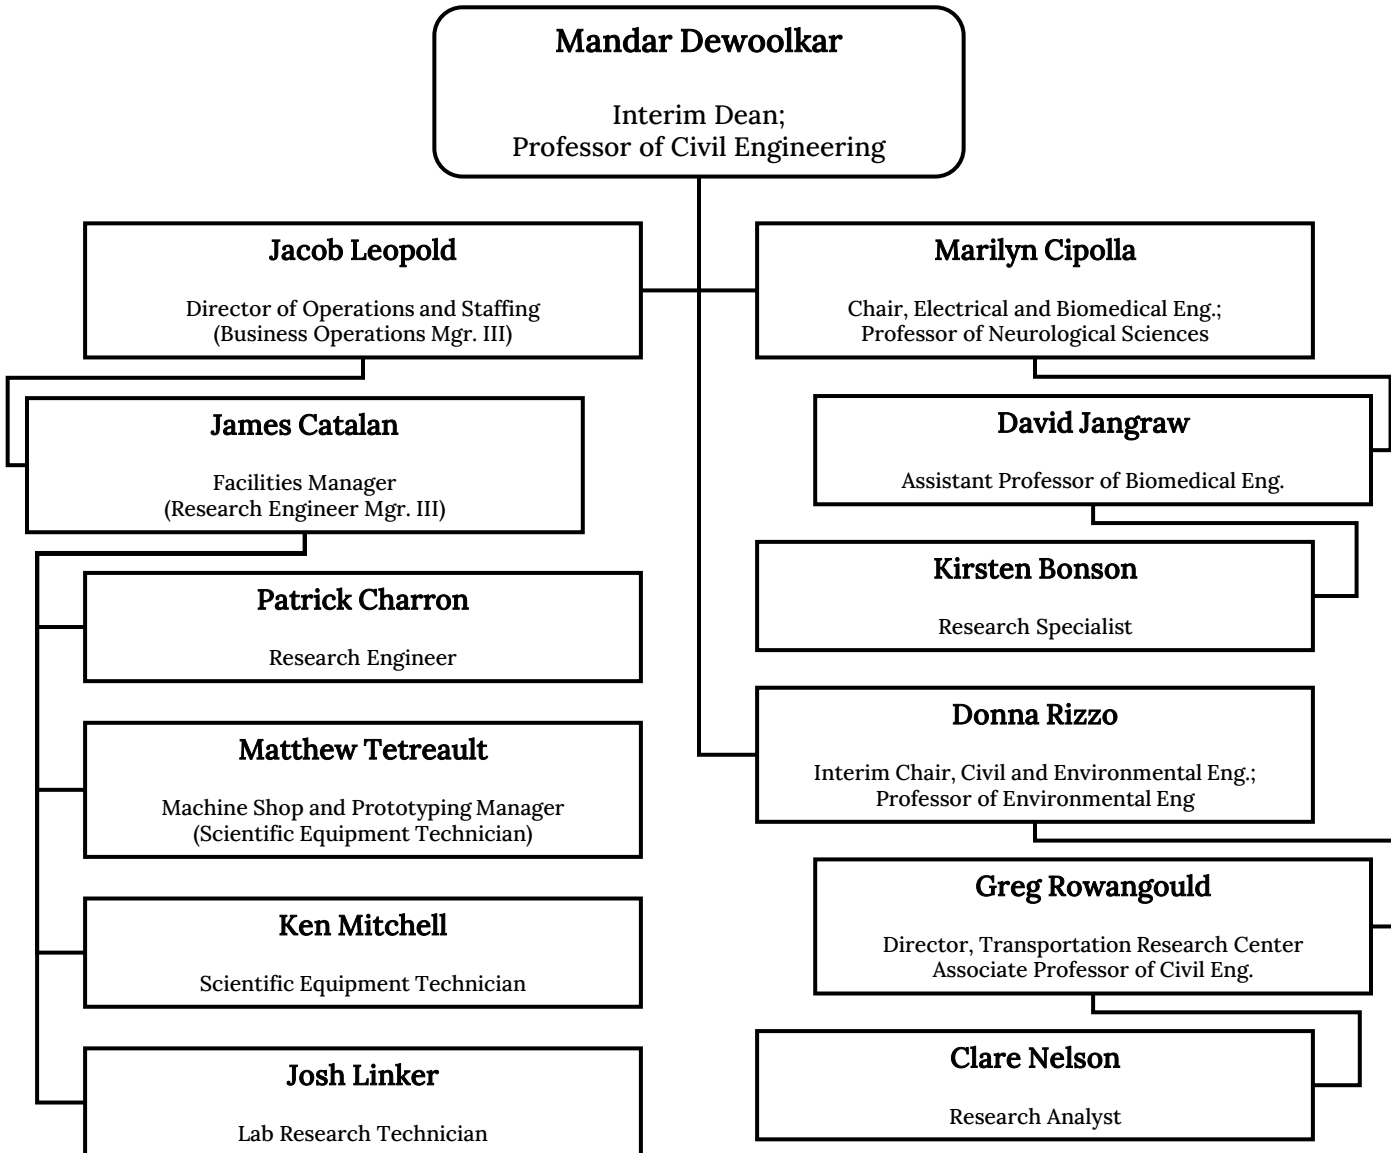 Mandar Dewoolkar
Interim Dean;
Professor of Civil Engineering
Jacob Leopold
Director of Operations and Staffing
(Business Operations Mgr. III)
James Catalan
Facilities Manager
(Research Engineer Mgr. III)
Patrick Charron
Research Engineer
Matthew Tetreault
Machine Shop and Prototyping Manager
(Scientific Equipment Technician)
Ken Mitchell
Scientific Equipment Technician
Josh Linker
Lab Research Technician
Marilyn Cipolla
Chair, Electrical and Biomedical Eng.;
Professor of Neurological Sciences
David Jangraw
Assistant Professor of Biomedical Eng.
Kirsten Bonson
Research Specialist
Donna Rizzo
Interim Chair, Civil and Environmental Eng.;
Professor of Environmental Eng
Greg Rowangould
Director, Transportation Research Center
Associate Professor of Civil Eng.
Clare Nelson
Research Analyst